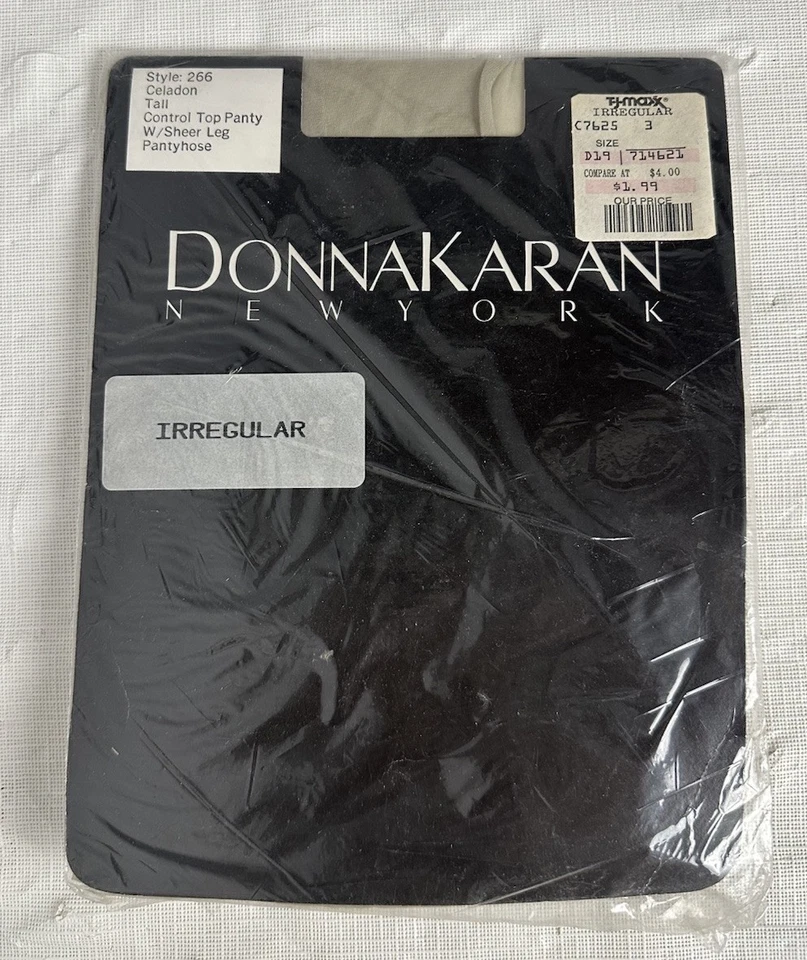 Style: 266
Celadon
Tall
Control Top Panty
W/Sheer Leg
Pantyhose
T·J·maxx®
IRREGULAR
C7625 3
SIZE
D19 714621
COMPARE AT $4.00
$1.99
OUR PRICE
DONNAKARAN
NEW YORK
IRREGULAR